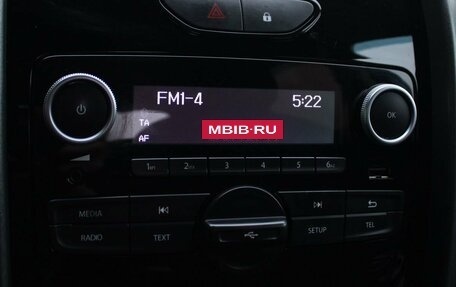 FM1-4 5:22
TA
MBIB-RU
AF
OK
1 2 3 4 5 6
MEDIA
RADIO TEXT SETUP TEL